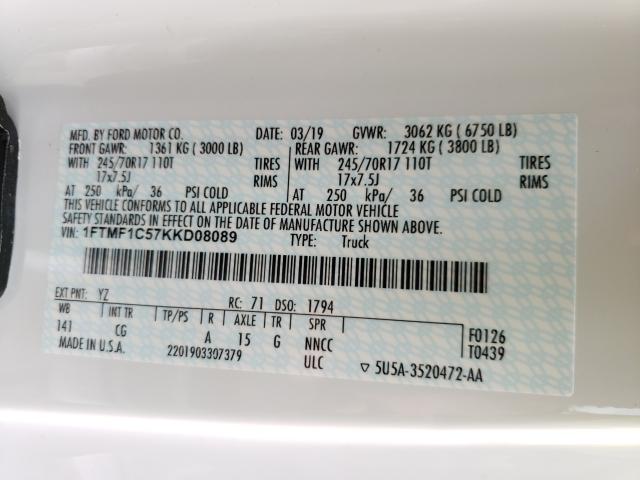 MFD. BY FORD MOTOR CO. DATE: 03/19 GVWR: 3062 KG ( 6750 LB)
FRONT GAWR: 1361 KG ( 3000 LB) REAR GAWR: 1724 KG ( 3800 LB)
WITH 245/70R17 110T TIRES WITH 245/70R17 110T TIRES
17x7.5J RIMS 17x7.5J RIMS
AT 250 kPa/ 36 PSI COLD AT 250 kPa/ 36 PSI COLD
THIS VEHICLE CONFORMS TO ALL APPLICABLE FEDERAL MOTOR VEHICLE
SAFETY STANDARDS IN EFFECT ON THE DATE OF MANUFACTURE SHOWN ABOVE.
VIN: 1FTMF1C57KKD08089 TYPE: Truck
EXT PNT: YZ RC: 71 DSO: 1794
WB INT TR TP/PS R AXLE TR SPR F0126
141 CG A 15 G NNCC T0439
MADE IN U.S.A. 2201903307379 ULC ▽ 5U5A-3520472-AA